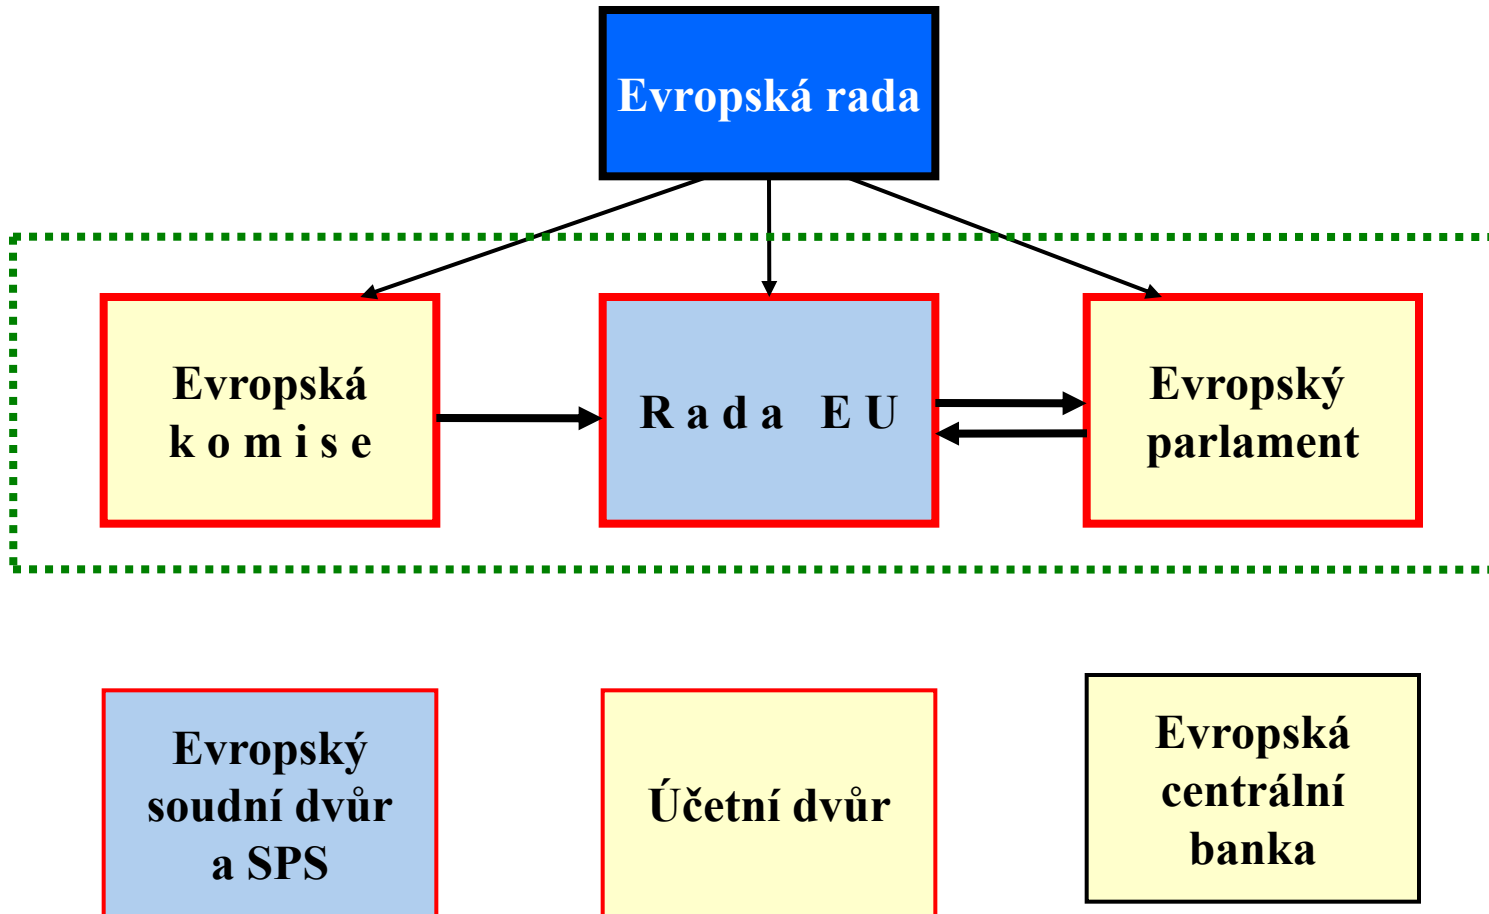 Evropská rada
Evropská
k o m i s e
R a d a E U
Evropský
parlament
Evropský
soudní dvůr
a SPS
Účetní dvůr
Evropská
centrální
banka